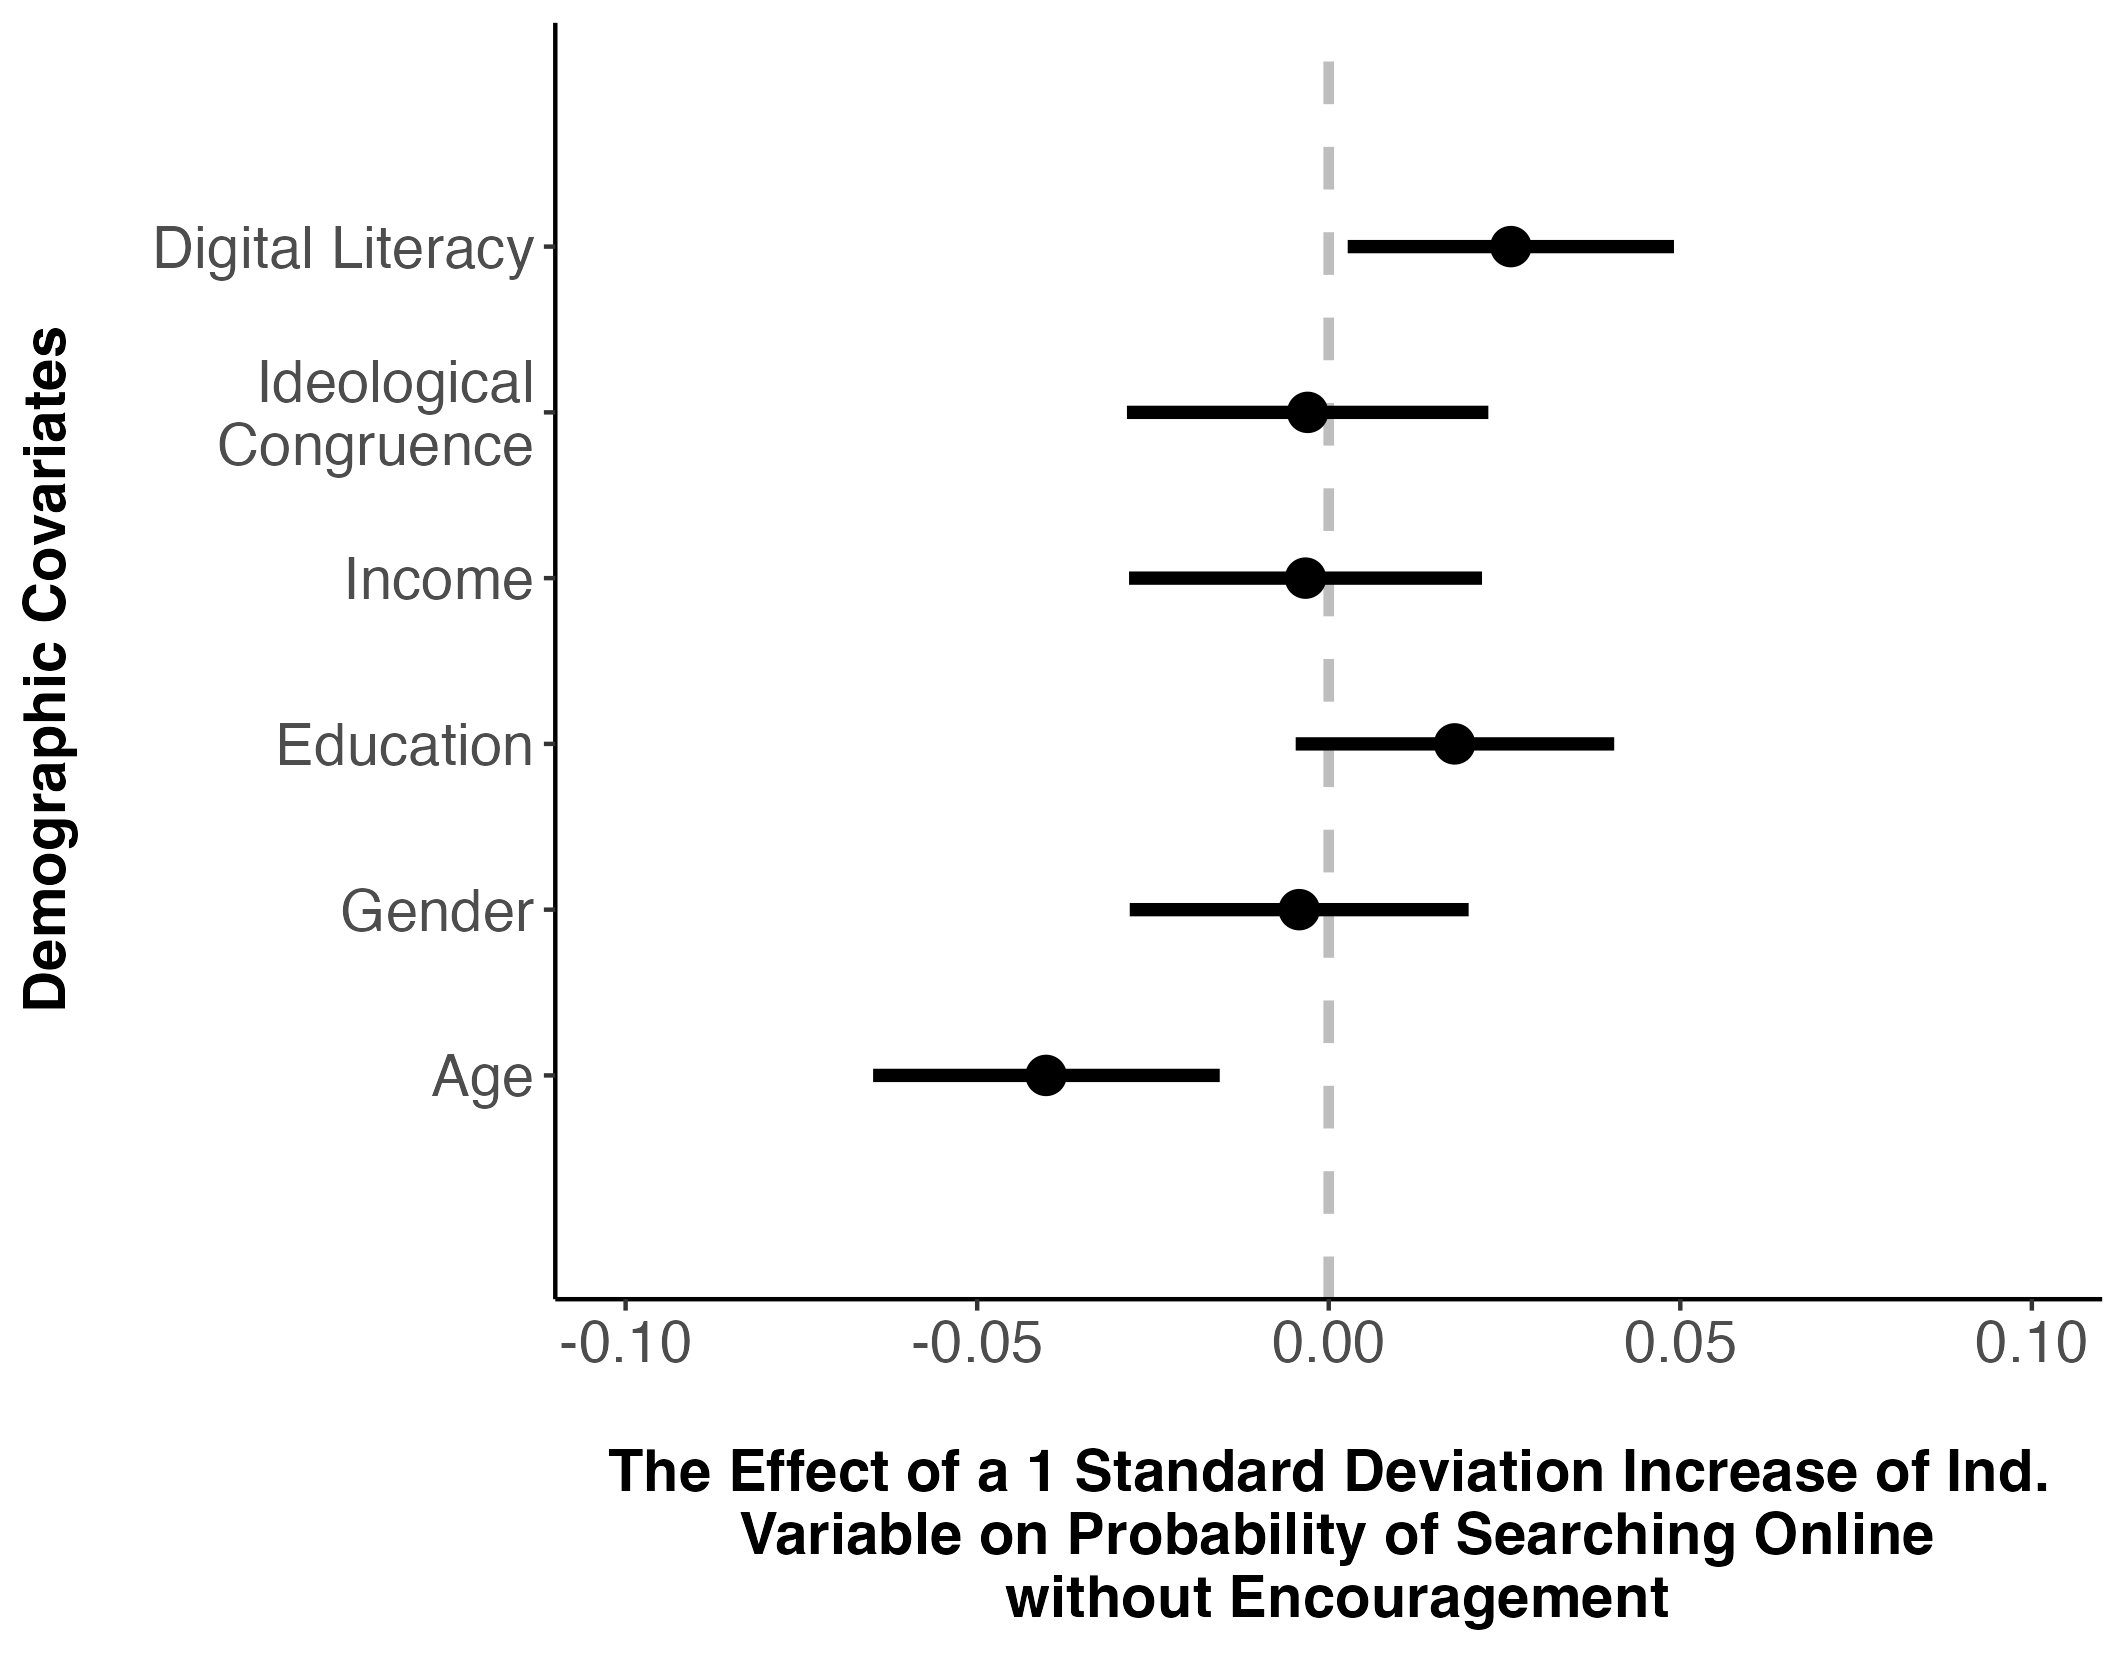 Demographic Covariates
Digital Literacy
Ideological
Congruence
Income
Education
Gender
Age
-0.10 -0.05 0.00 0.05 0.10
The Effect of a 1 Standard Deviation Increase of Ind.
Variable on Probability of Searching Online
without Encouragement